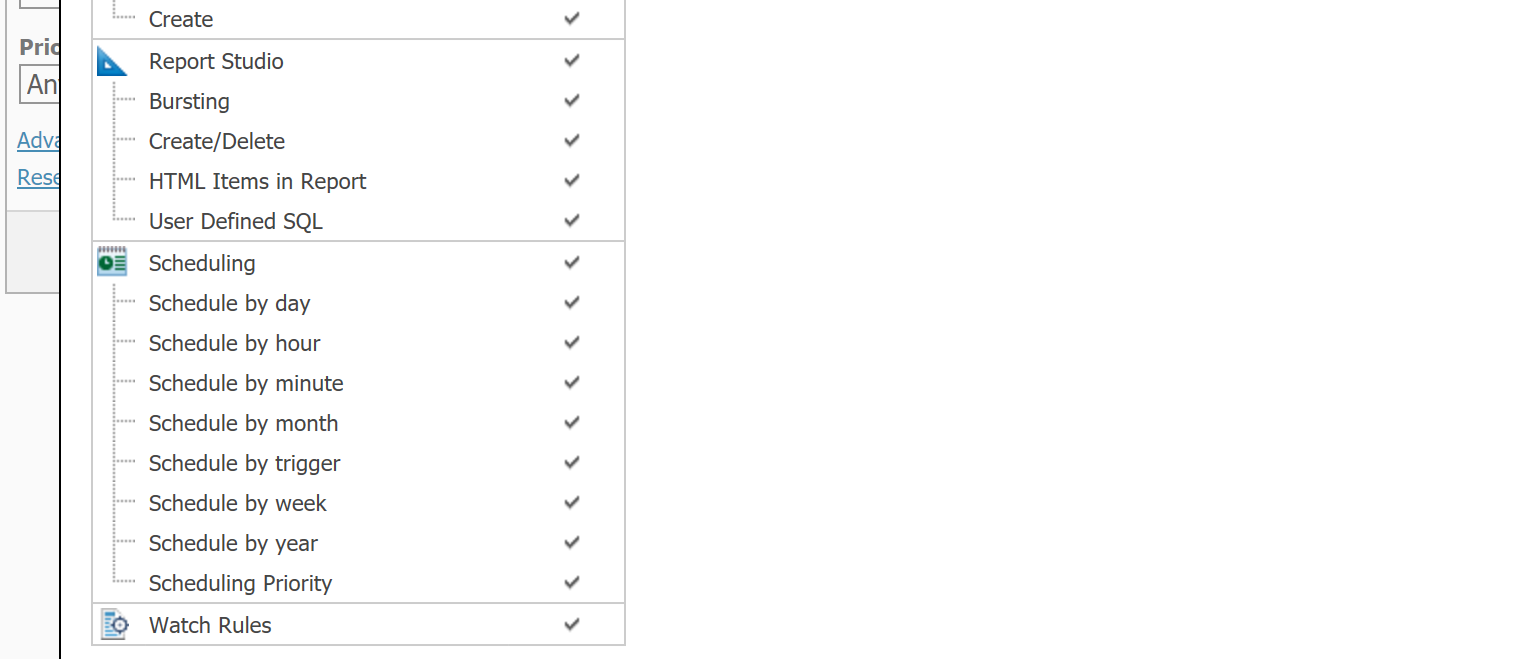 Create
Report Studio
Bursting
Create/Delete
HTML Items in Report
User Defined SQL
Scheduling
Schedule by day
Schedule by hour
Schedule by minute
Schedule by month
Schedule by trigger
Schedule by week
Schedule by year
Scheduling Priority
Watch Rules